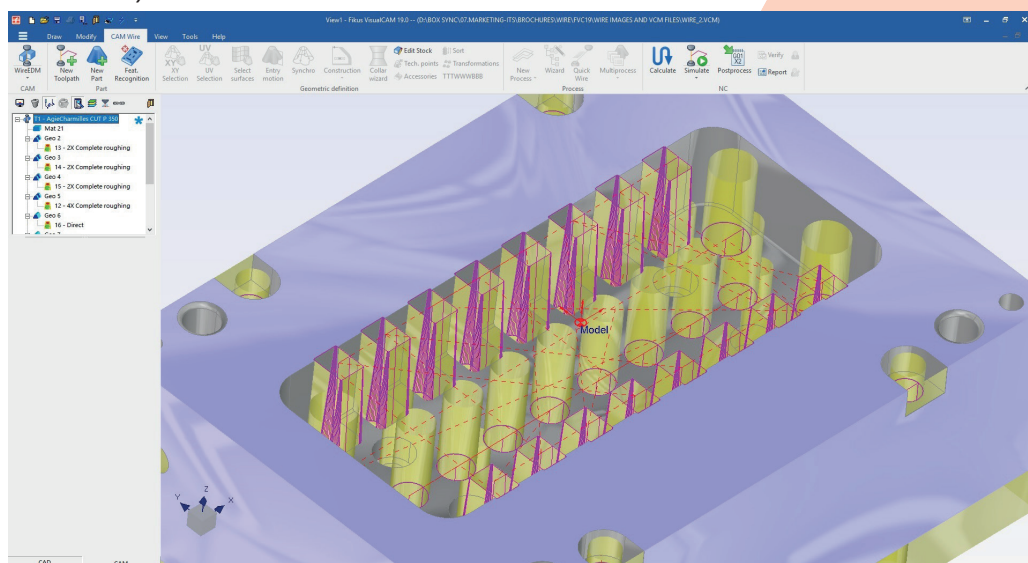 View1 - Fikus VisualCAM 19.0 -- (D:\BOX SYNC\07.MARKETING-ITS\BROCHURES\WIRE\FVC19\WIRE IMAGES AND VCM FILES\WIRE_2.VCM)
Draw Modify CAM Wire View Tools Help
WireEDM
New Toolpath
New Part
Feat. Recognition
XY Selection
UV Selection
Select surfaces
Entry motion
Synchro
Construction
Collar wizard
Edit Stock
Sort
Tech. points
Transformations
Accessories
TTTWWWBBB
New Process
Wizard
Quick Wire
Multiprocess
Calculate
Simulate
G01
X2
Postprocess
Verify
Report
CAM Part Geometric definition Process NC
T1 - AgieCharmilles CUT P 350
Mat 21
Geo 2
13 - 2X Complete roughing
Geo 3
14 - 2X Complete roughing
Geo 4
15 - 2X Complete roughing
Geo 5
12 - 4X Complete roughing
Geo 6
16 - Direct
Model
Z
Y
X
CAD CAM